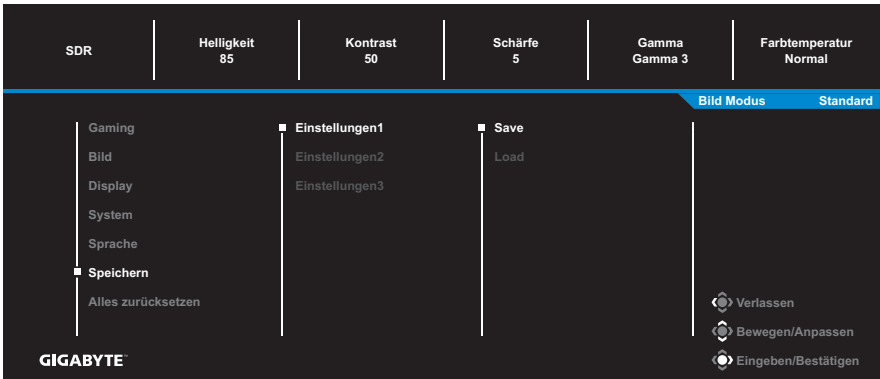 SDR
Helligkeit
85
Kontrast
50
Schärfe
5
Gamma
Gamma 3
Farbtemperatur
Normal
Bild Modus Standard
Gaming
Bild
Display
System
Sprache
Speichern
Alles zurücksetzen
Einstellungen1
Einstellungen2
Einstellungen3
Save
Load
Verlassen
Bewegen/Anpassen
Eingeben/Bestätigen
GIGABYTE™